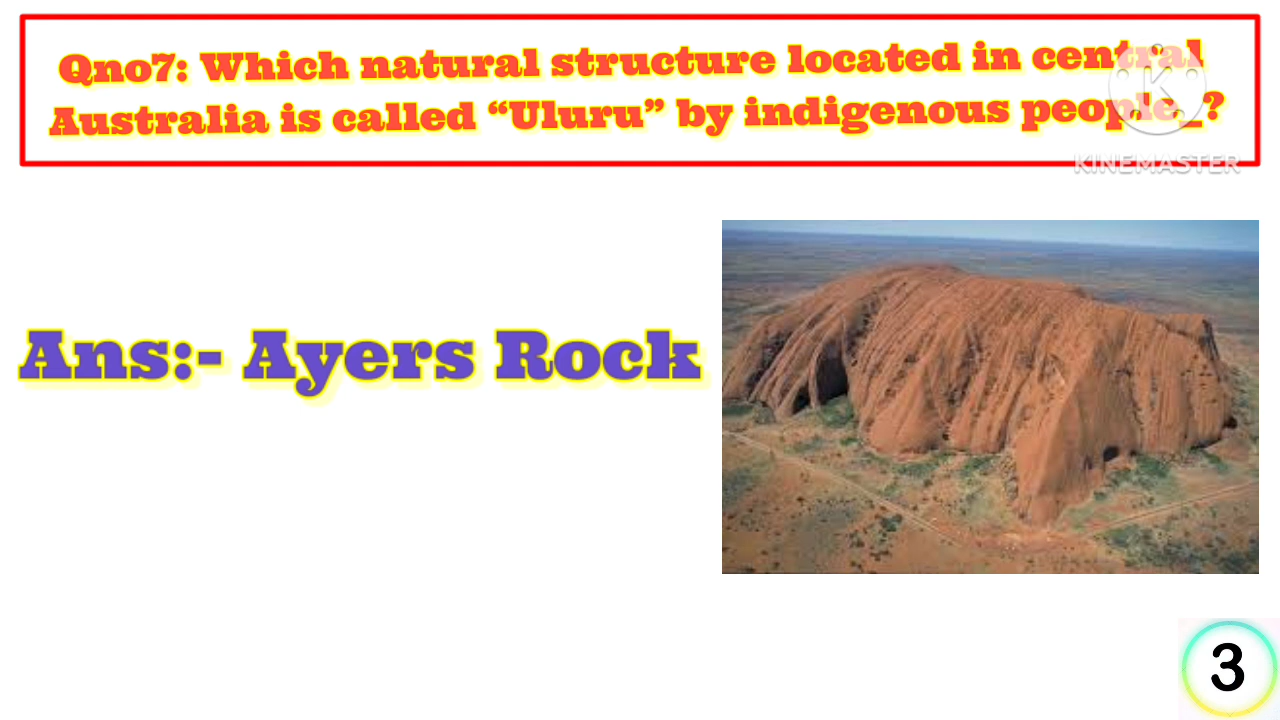 Qno7: Which natural structure located in central
Australia is called “Uluru” by indigenous people_?
K
KINEMASTER
Ans:- Ayers Rock
3